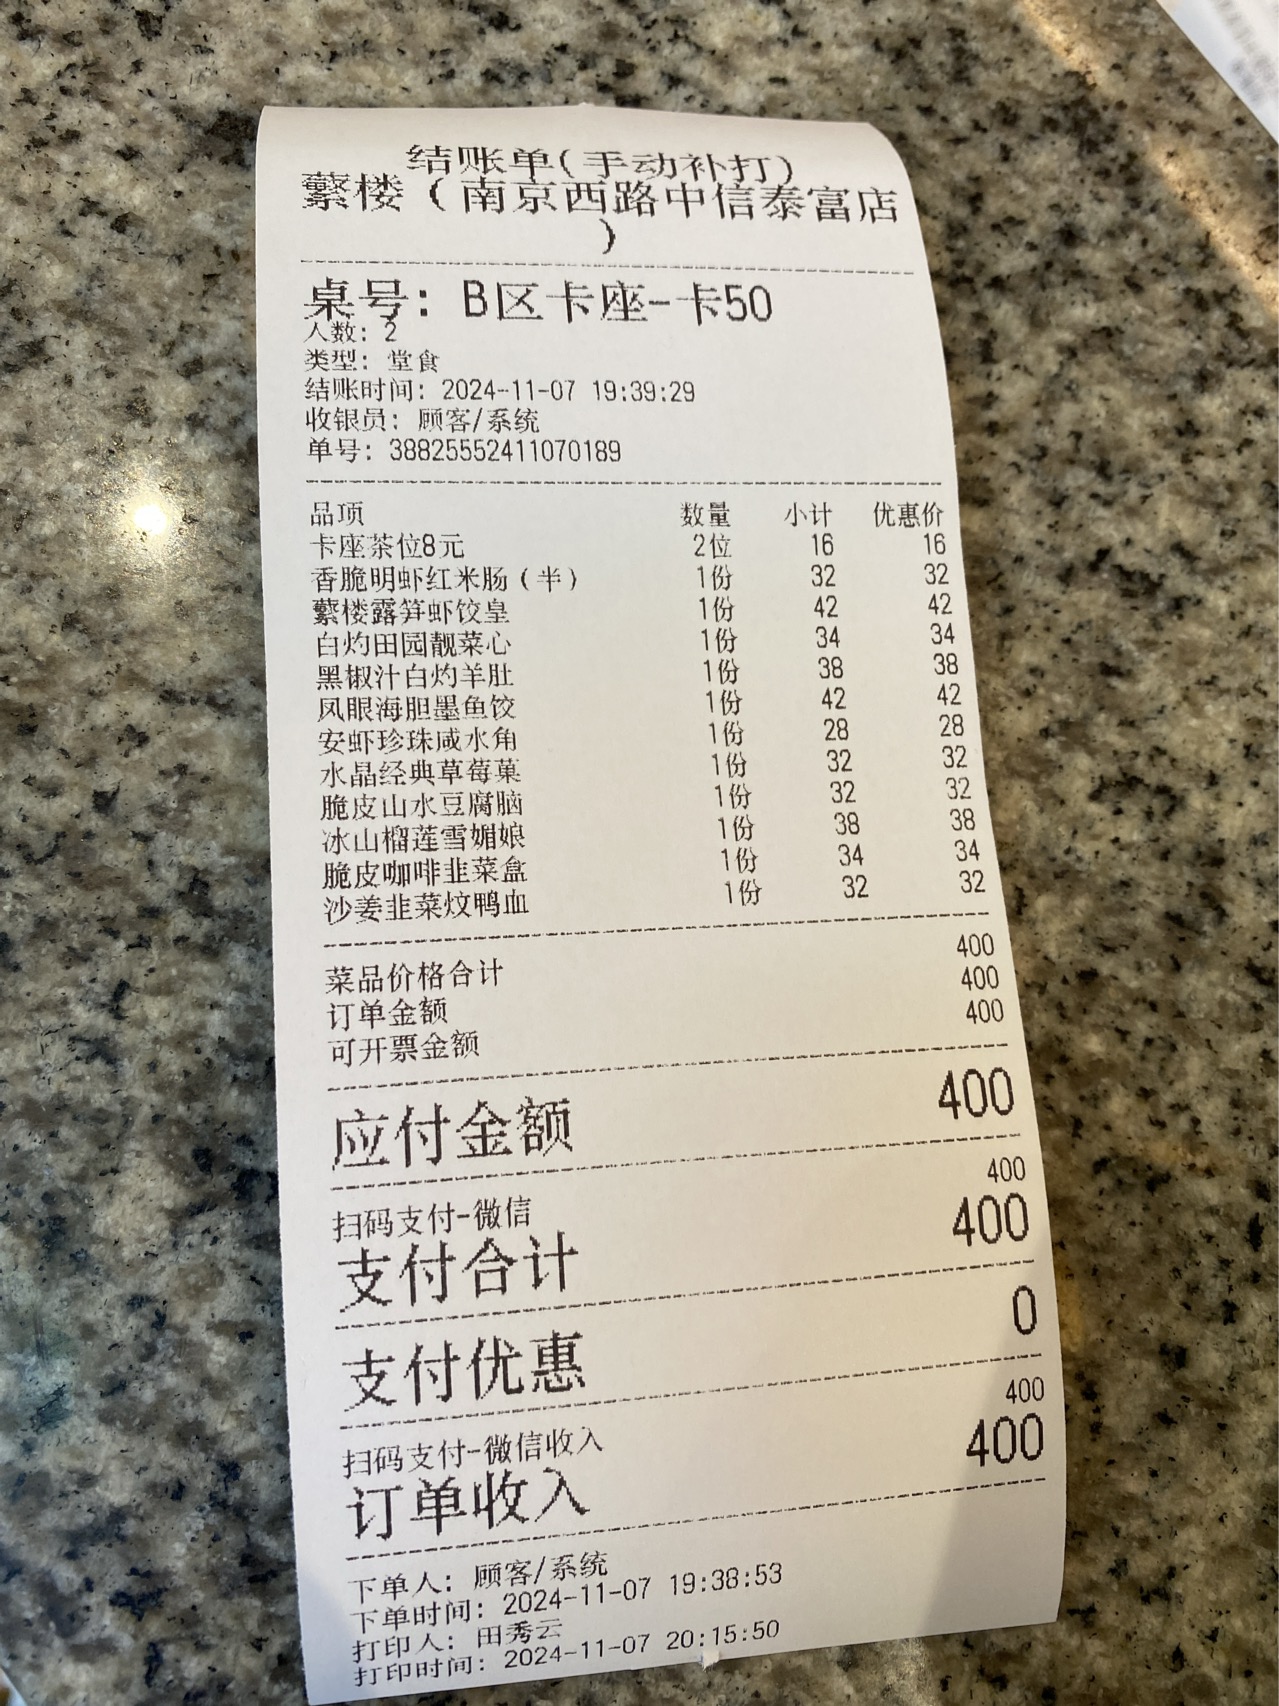 结账单(手动补打)
蘩楼（南京西路中信泰富店
）
桌号: B区卡座-卡50
人数: 2
类型: 堂食
结账时间: 2024-11-07 19:39:29
收银员: 顾客/系统
单号: 38825552411070189
品项 数量 小计 优惠价
卡座茶位8元 2位 16 16
香脆明虾红米肠（半） 1份 32 32
蘩楼露笋虾饺皇 1份 42 42
白灼田园靓菜心 1份 34 34
黑椒汁白灼羊肚 1份 38 38
凤眼海胆墨鱼饺 1份 42 42
安虾珍珠咸水角 1份 28 28
水晶经典草莓菓 1份 32 32
脆皮山水豆腐脑 1份 32 32
冰山榴莲雪媚娘 1份 38 38
脆皮咖啡韭菜盒 1份 34 34
沙姜韭菜炆鸭血 1份 32 32
菜品价格合计 400
订单金额 400
可开票金额 400
应付金额 400
扫码支付-微信 400
支付合计 400
支付优惠 0
扫码支付-微信收入 400
订单收入 400
下单人: 顾客/系统
下单时间: 2024-11-07 19:38:53
打印人: 田秀云
打印时间: 2024-11-07 20:15:50